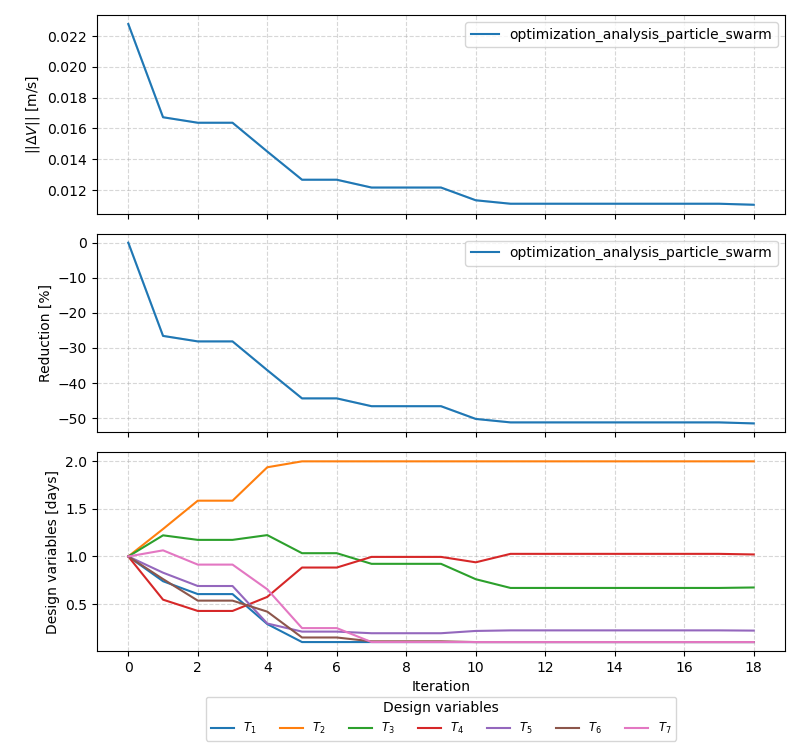 0.022
0.020
0.018
0.016
0.014
0.012
||ΔV|| [m/s]
optimization_analysis_particle_swarm
0
−10
−20
−30
−40
−50
Reduction [%]
optimization_analysis_particle_swarm
2.0
1.5
1.0
0.5
Design variables [days]
0 2 4 6 8 10 12 14 16 18
Iteration
Design variables
T₁ T₂ T₃ T₄ T₅ T₆ T₇